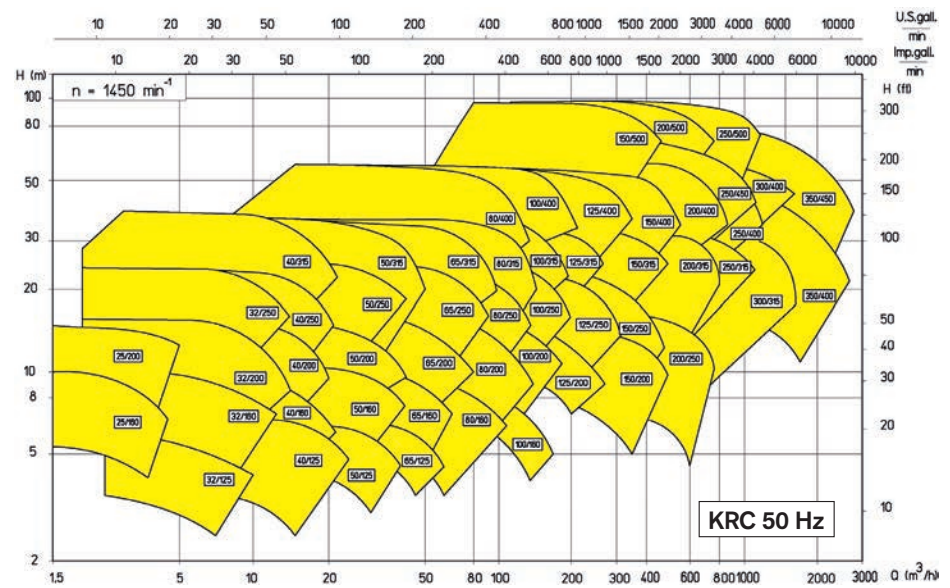 10 20 30 50 100 200 400 800 1000 1500 2000 3000 4000 10000 U.S.gall. min
10 20 30 50 100 200 400 600 800 1000 2000 3000 4000 6000 10000 Imp.gall. min
H (m)
n = 1450 min⁻¹
H (ft)
100
80
50
30
20
10
8
5
2
300
200
150
100
50
40
30
20
10
150/500 200/500 250/500
80/400 100/400 125/400 150/400 200/400 250/450 300/400 350/450
250/400
40/315 50/315 65/315 80/315 100/315 125/315 150/315 200/315 250/315
300/315 350/400
32/250 40/250 50/250 65/250 80/250 100/250 125/250 150/250
25/200 32/200 40/200 50/200 65/200 80/200 100/200 125/200 150/200 200/250
25/160 32/160 40/160 50/160 65/160 80/160 100/160
32/125 40/125 50/125 65/125
KRC 50 Hz
1.5 5 10 20 50 80 100 200 300 400 600 800 1000 2000 3000 Q (m³/h)